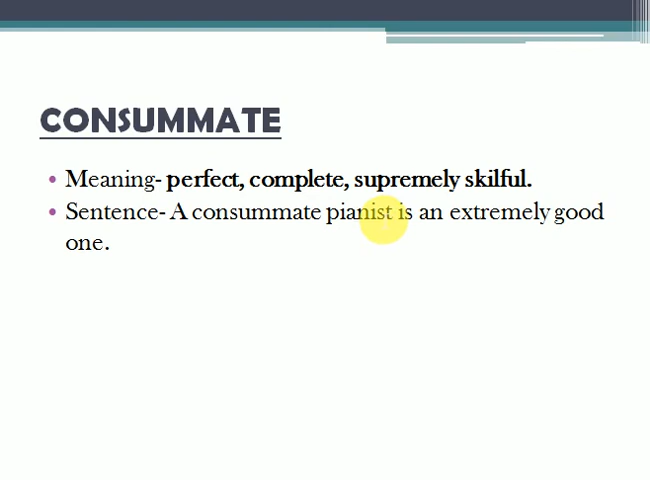 CONSUMMATE
• Meaning- perfect, complete, supremely skilful.
• Sentence- A consummate pianist is an extremely good
one.